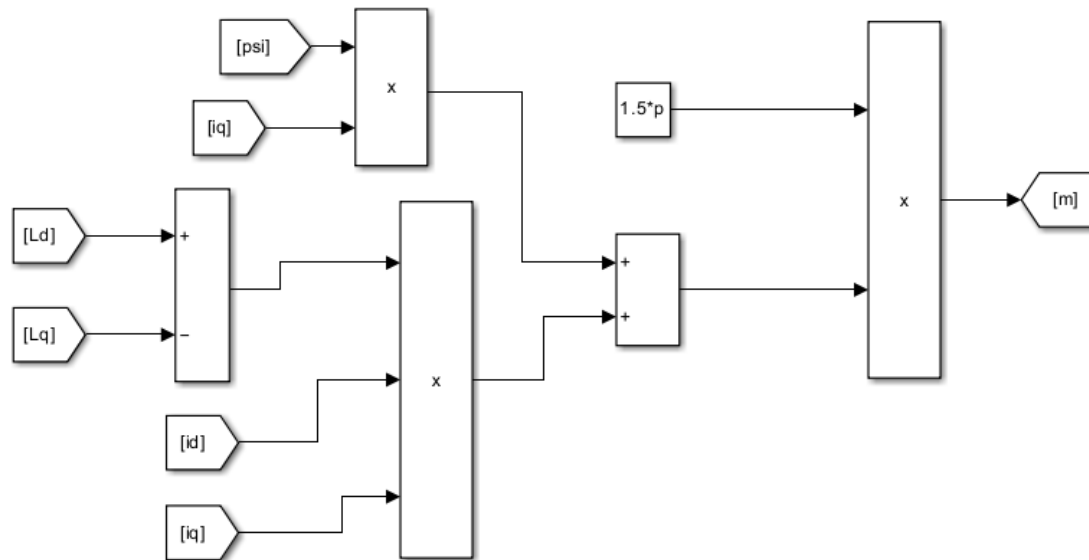 [psi]
x
[iq]
1.5*p
x
[m]
[Ld]
+
[Lq]
−
x
+
+
[id]
[iq]